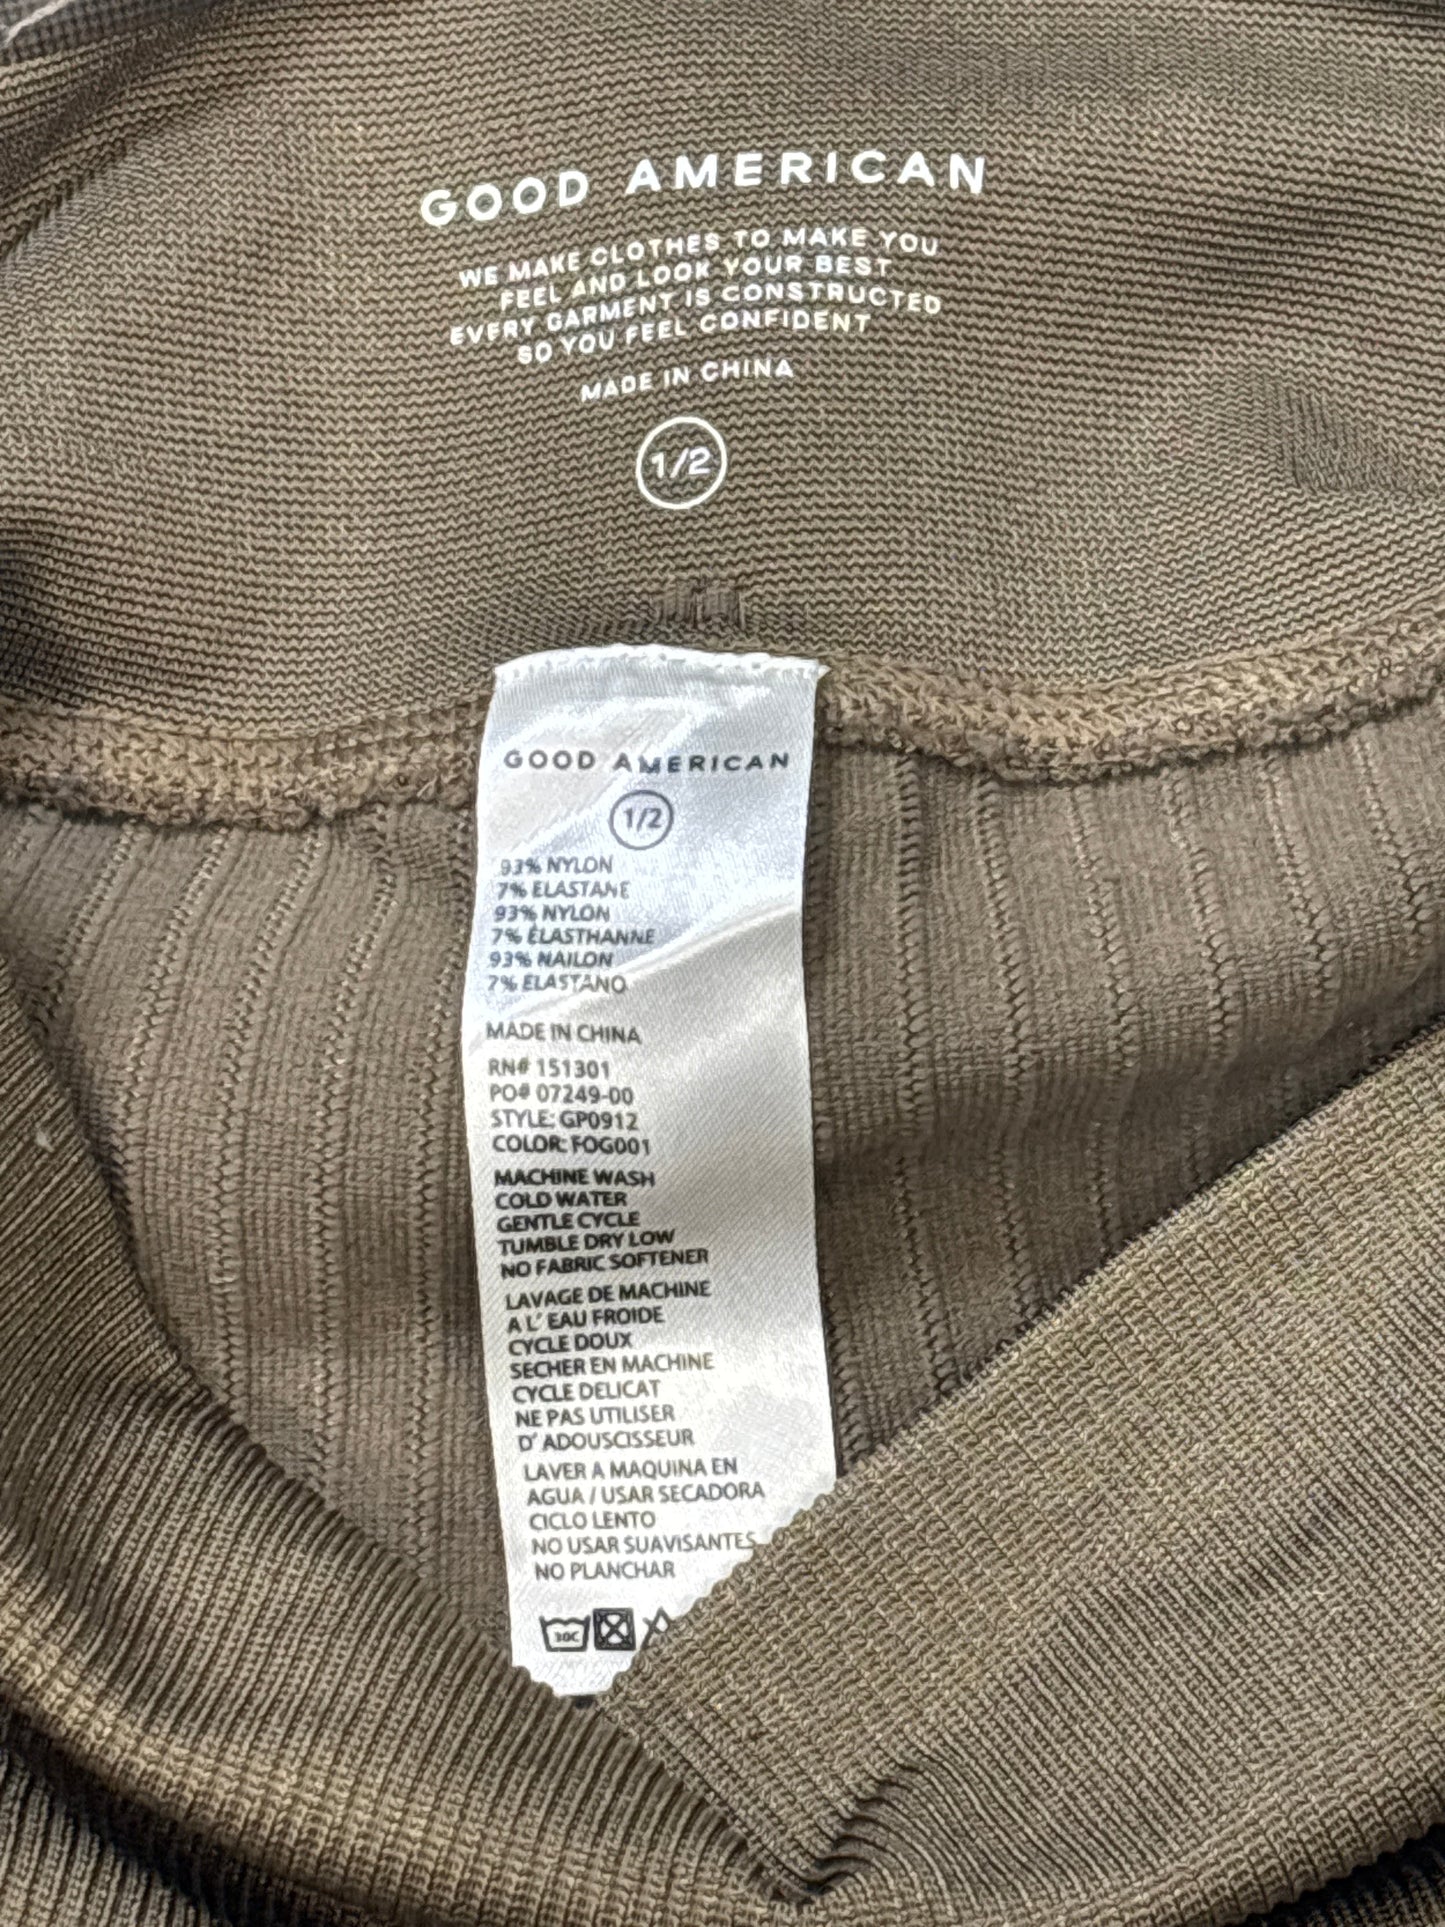 GOOD AMERICAN
WE MAKE CLOTHES TO MAKE YOU
FEEL AND LOOK YOUR BEST
EVERY GARMENT IS CONSTRUCTED
SO YOU FEEL CONFIDENT
MADE IN CHINA
1/2
GOOD AMERICAN
1/2
93% NYLON
7% ELASTANE
93% NYLON
7% ÉLASTHANNE
93% NAILON
7% ELASTANO
MADE IN CHINA
RN# 151301
PO# 07249-00
STYLE: GP0912
COLOR: FOG001
MACHINE WASH
COLD WATER
GENTLE CYCLE
TUMBLE DRY LOW
NO FABRIC SOFTENER
LAVAGE DE MACHINE
A L' EAU FROIDE
CYCLE DOUX
SECHER EN MACHINE
CYCLE DELICAT
NE PAS UTILISER
D' ADOUSCISSEUR
LAVER A MAQUINA EN
AGUA / USAR SECADORA
CICLO LENTO
NO USAR SUAVISANTES
NO PLANCHAR
30C